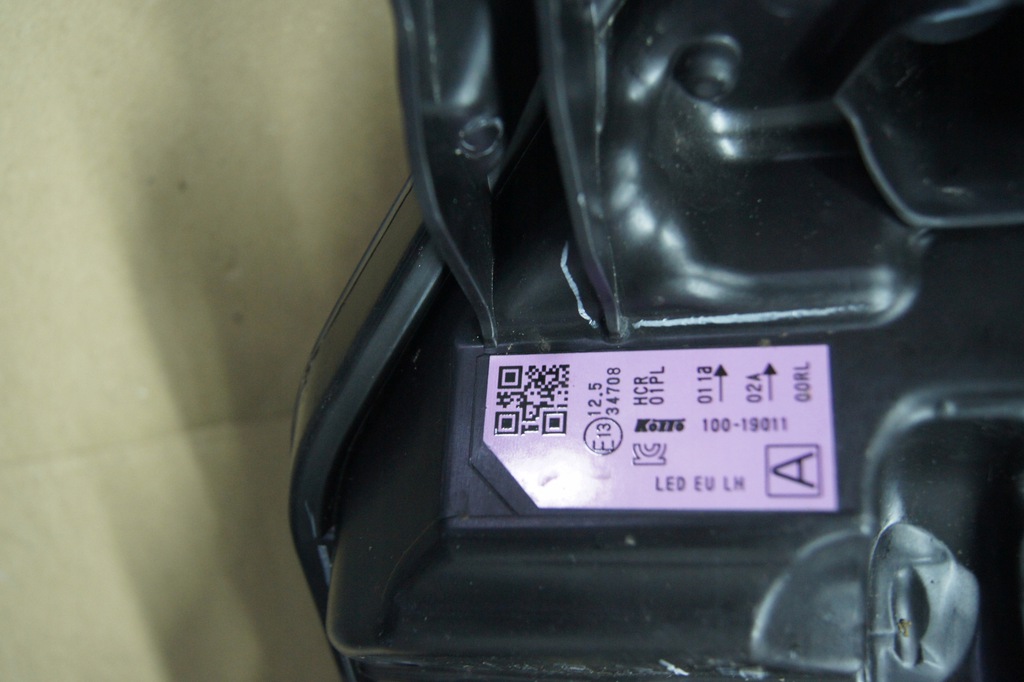 E13
12.5
34708
HCR
01PL
011a
02A
00RL
KOITO
100-19011
LED EU LH
A